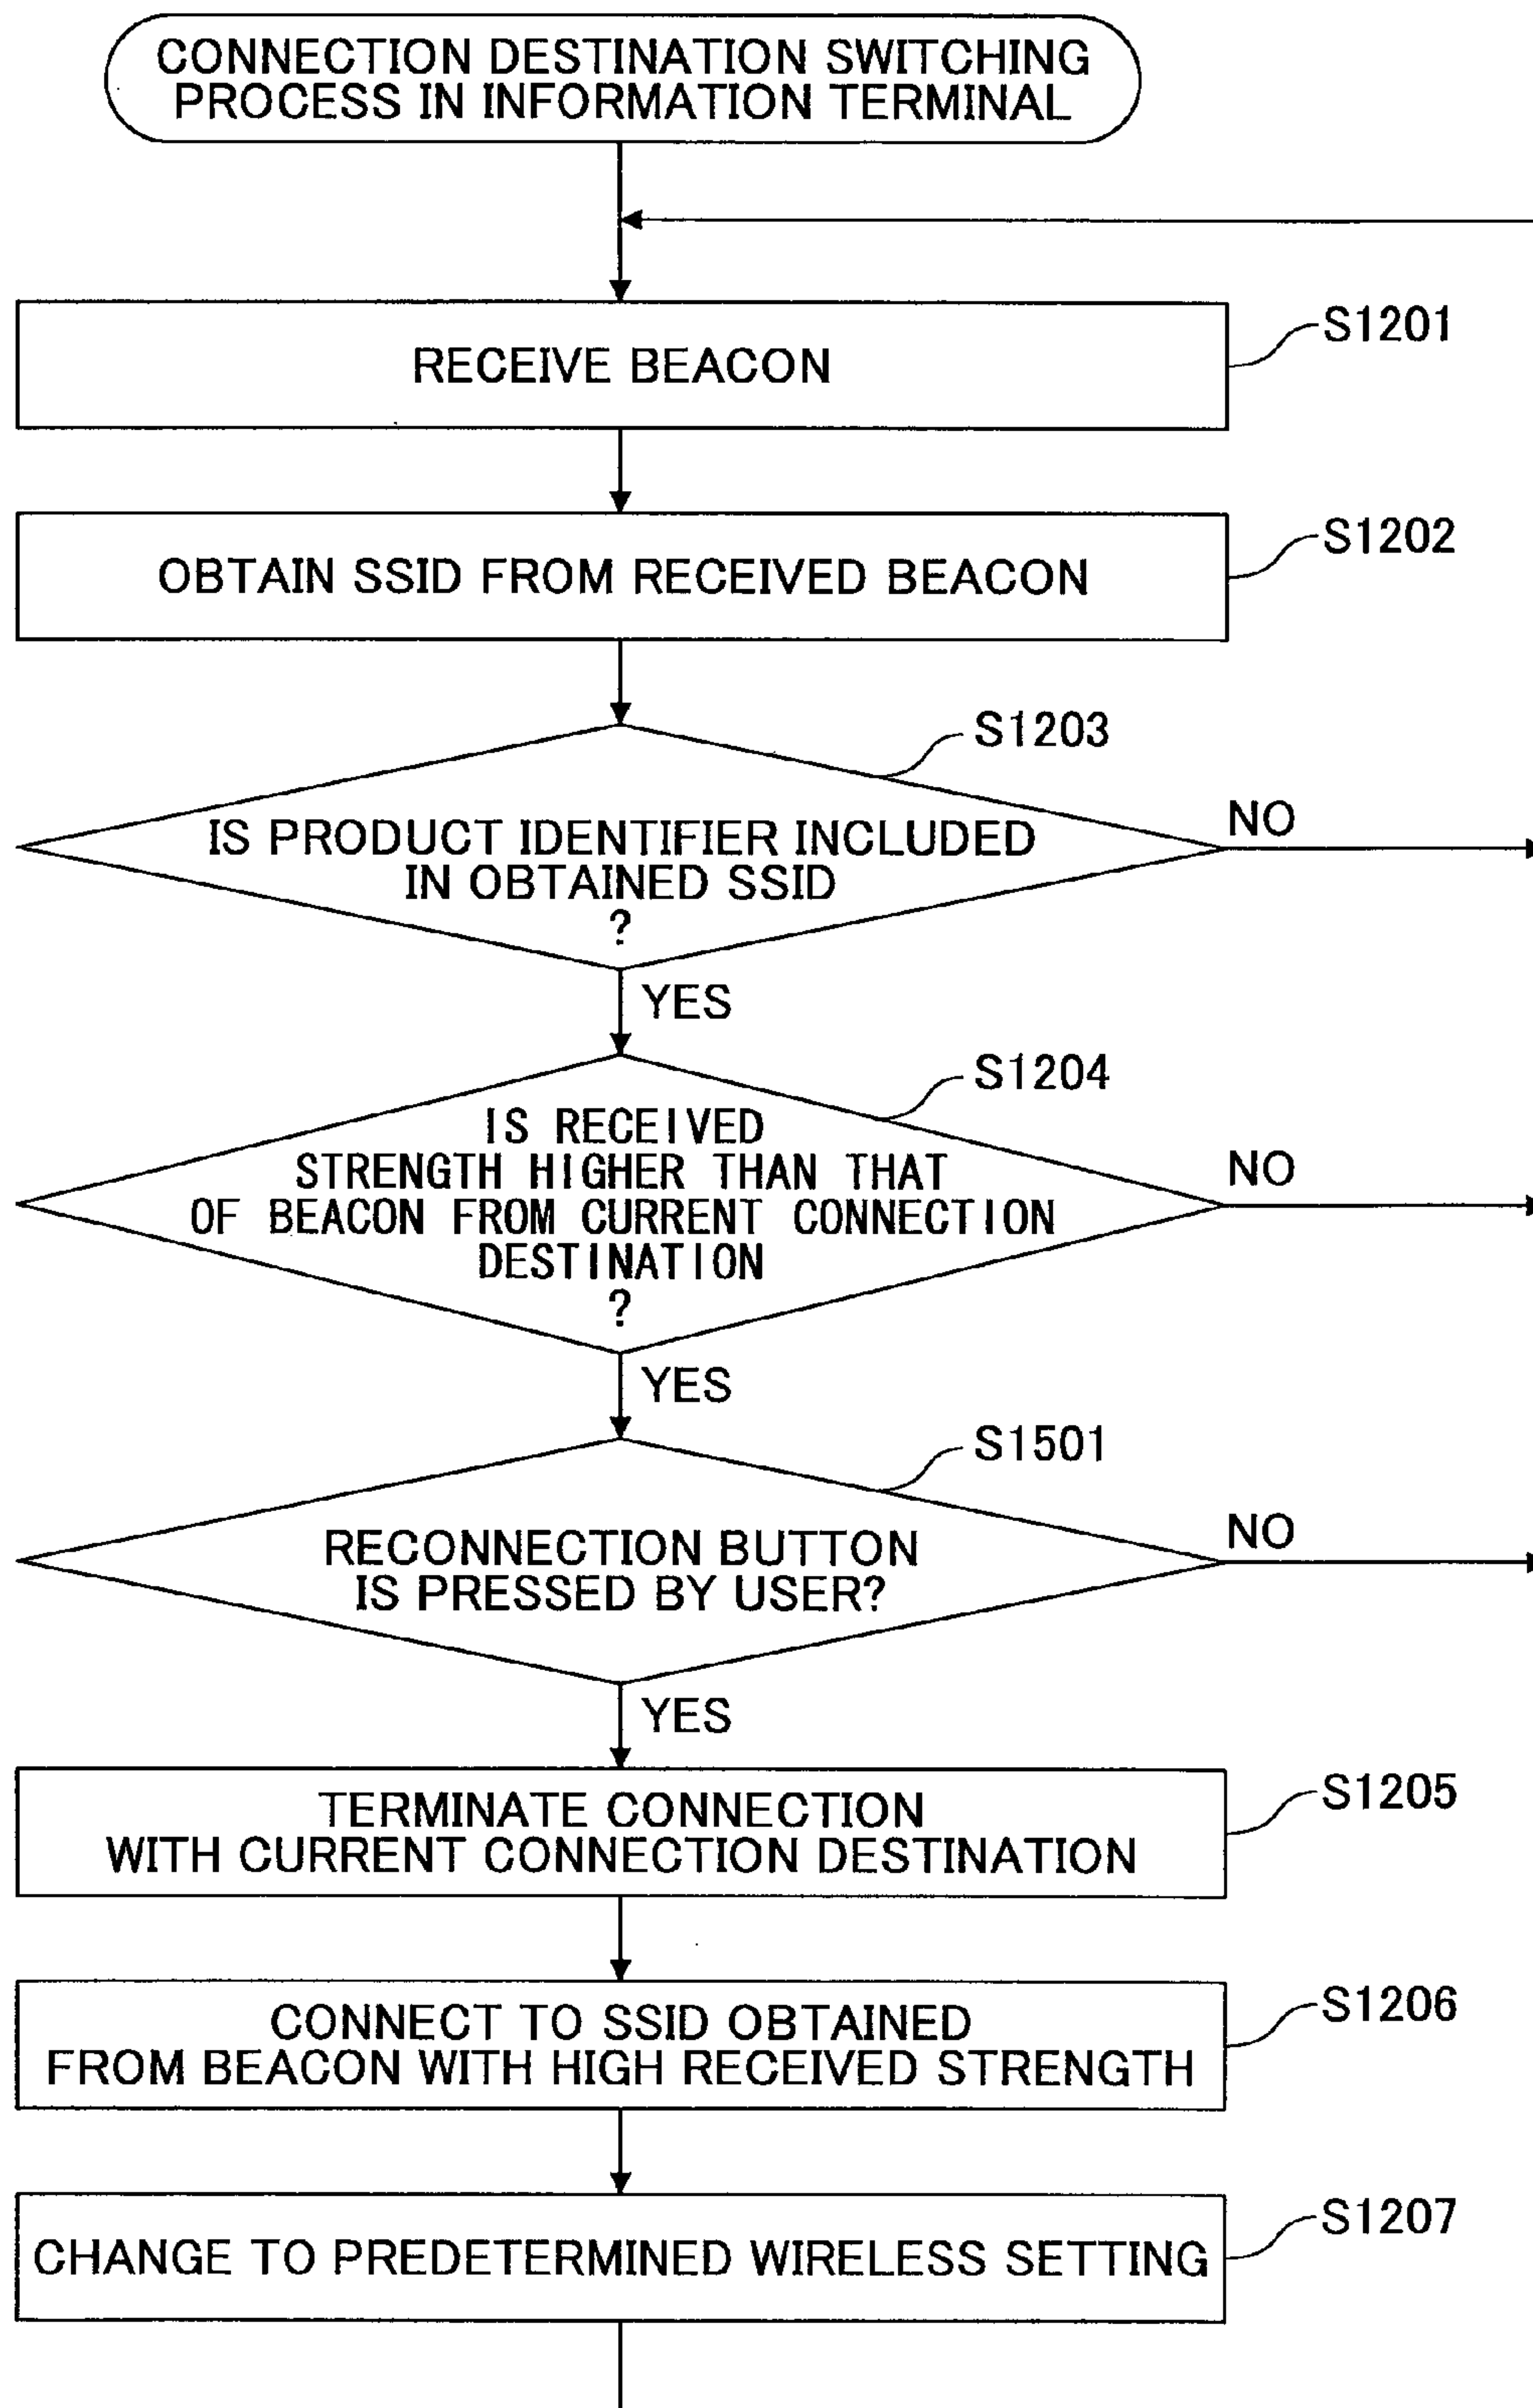 CONNECTION DESTINATION SWITCHING
PROCESS IN INFORMATION TERMINAL
S1201
RECEIVE BEACON
S1202
OBTAIN SSID FROM RECEIVED BEACON
S1203
IS PRODUCT IDENTIFIER INCLUDED
IN OBTAINED SSID
?
NO
YES
S1204
IS RECEIVED
STRENGTH HIGHER THAN THAT
OF BEACON FROM CURRENT CONNECTION
DESTINATION
?
NO
YES
S1501
RECONNECTION BUTTON
IS PRESSED BY USER?
NO
YES
S1205
TERMINATE CONNECTION
WITH CURRENT CONNECTION DESTINATION
S1206
CONNECT TO SSID OBTAINED
FROM BEACON WITH HIGH RECEIVED STRENGTH
S1207
CHANGE TO PREDETERMINED WIRELESS SETTING